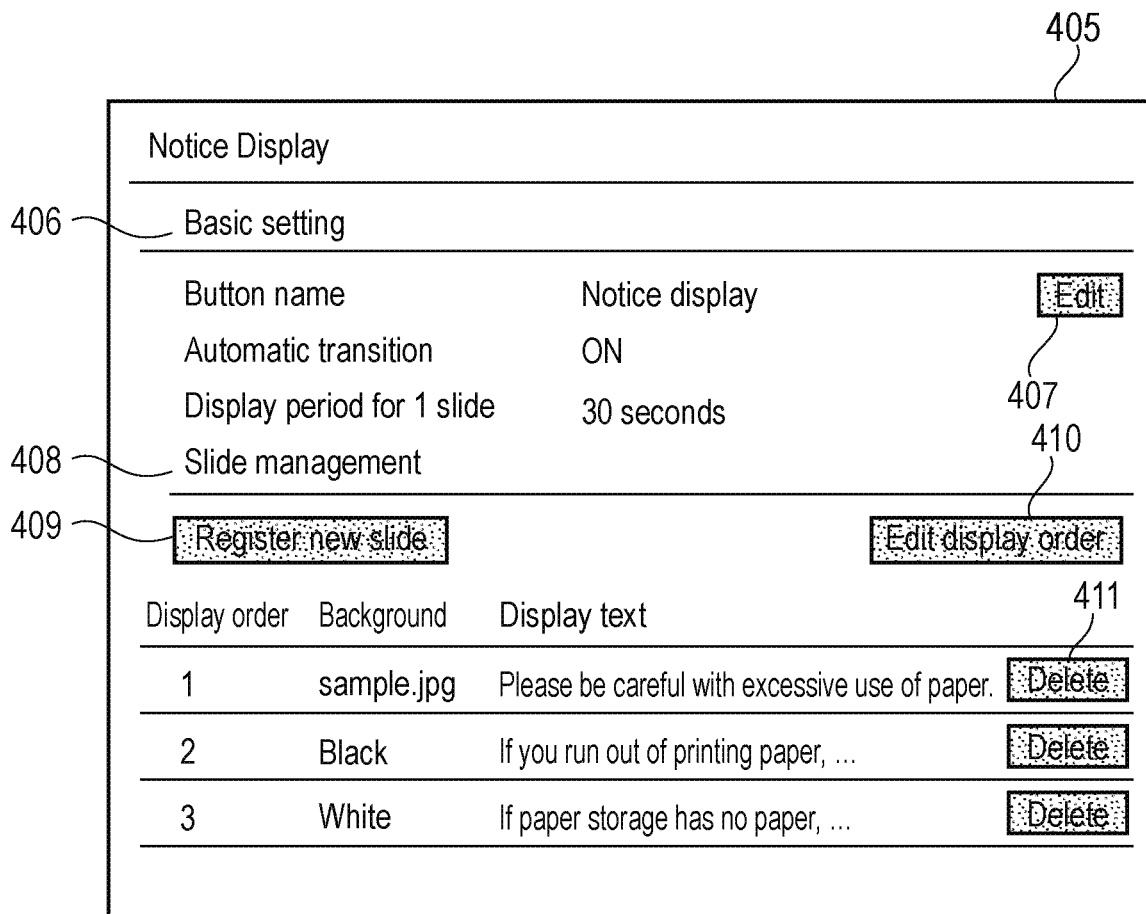 405
Notice Display
406 Basic setting
Button name Notice display Edit
Automatic transition ON
407
Display period for 1 slide 30 seconds
410
408 Slide management
409 Register new slide Edit display order
411
Display order Background Display text
1 sample.jpg Please be careful with excessive use of paper. Delete
2 Black If you run out of printing paper, ... Delete
3 White If paper storage has no paper, ... Delete